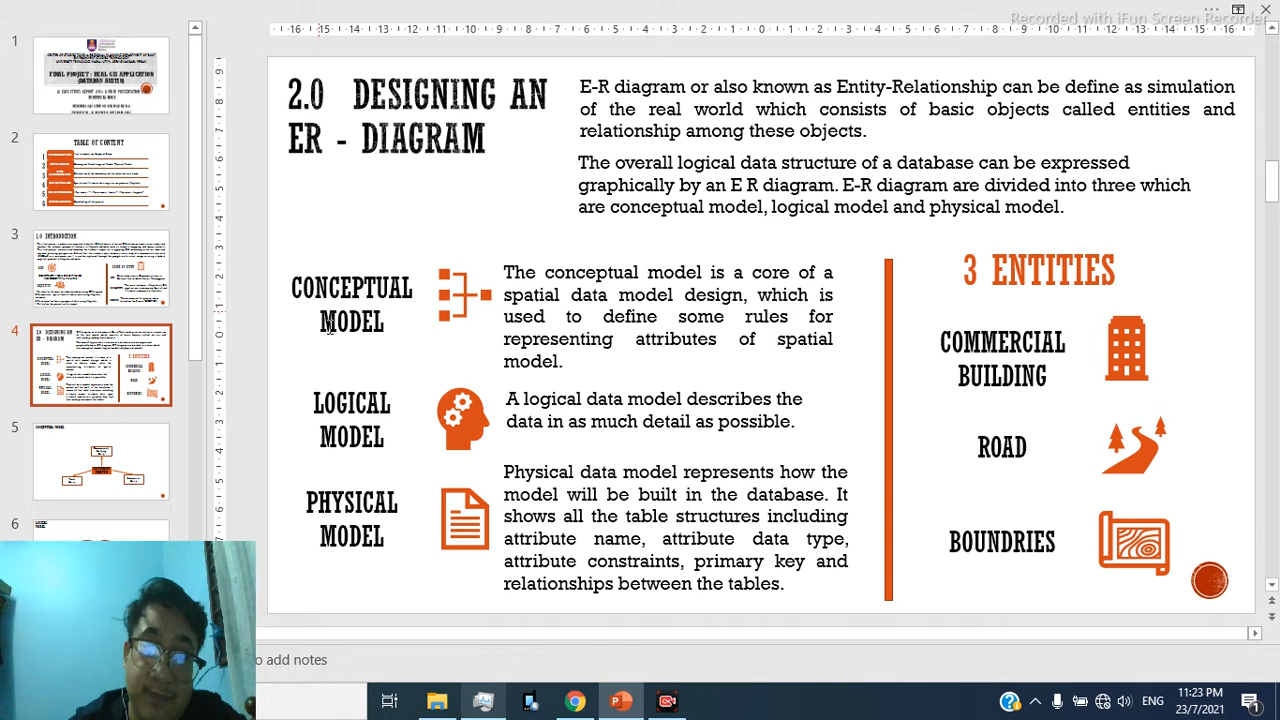 Recorded with iFun Screen Recorder
1
FINAL PROJECT : REAL GIS APPLICATION
2
TABLE OF CONTENT
3
1.0 INTRODUCTION
4
5
CONCEPTUAL MODEL
6
2.0 DESIGNING AN
ER - DIAGRAM
E-R diagram or also known as Entity-Relationship can be define as simulation
of the real world which consists of basic objects called entities and
relationship among these objects.
The overall logical data structure of a database can be expressed
graphically by an E R diagram. E-R diagram are divided into three which
are conceptual model, logical model and physical model.
CONCEPTUAL
MODEL
The conceptual model is a core of a
spatial data model design, which is
used to define some rules for
representing attributes of spatial
model.
LOGICAL
MODEL
A logical data model describes the
data in as much detail as possible.
PHYSICAL
MODEL
Physical data model represents how the
model will be built in the database. It
shows all the table structures including
attribute name, attribute data type,
attribute constraints, primary key and
relationships between the tables.
3 ENTITIES
COMMERCIAL
BUILDING
ROAD
BOUNDRIES
o add notes
ENG
11:23 PM
23/7/2021